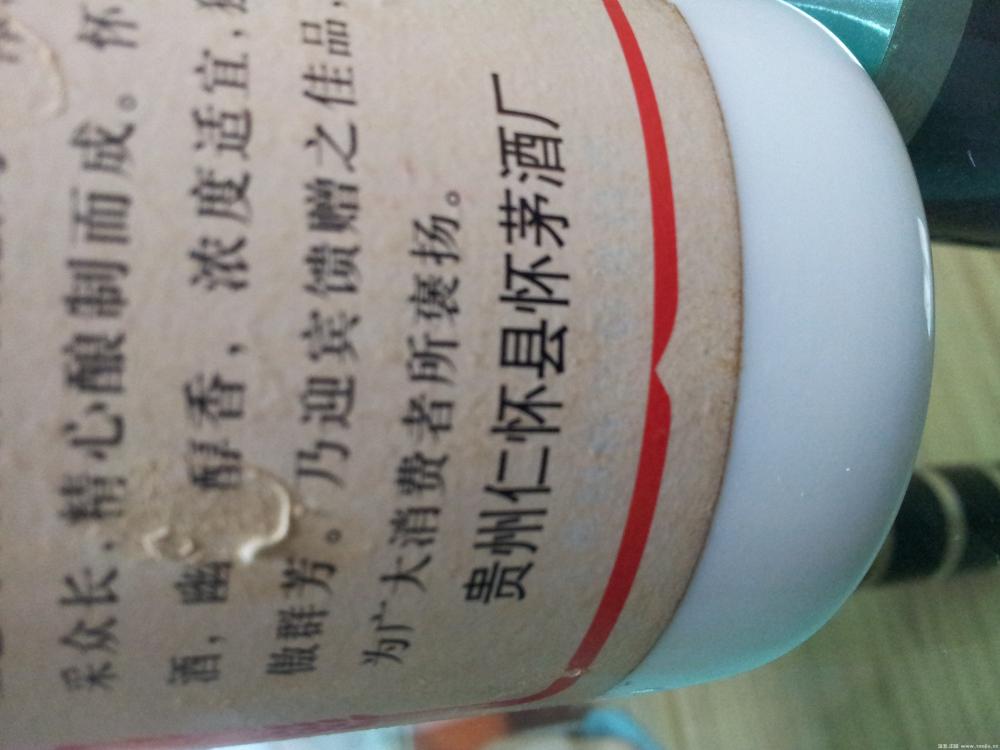 采众长,精心酿制而成。怀
酒,幽 醇香,浓度适宜,
傲群芳。乃迎宾馈赠之佳品,
为广大消费者所褒扬。
贵州仁怀县怀茅酒厂